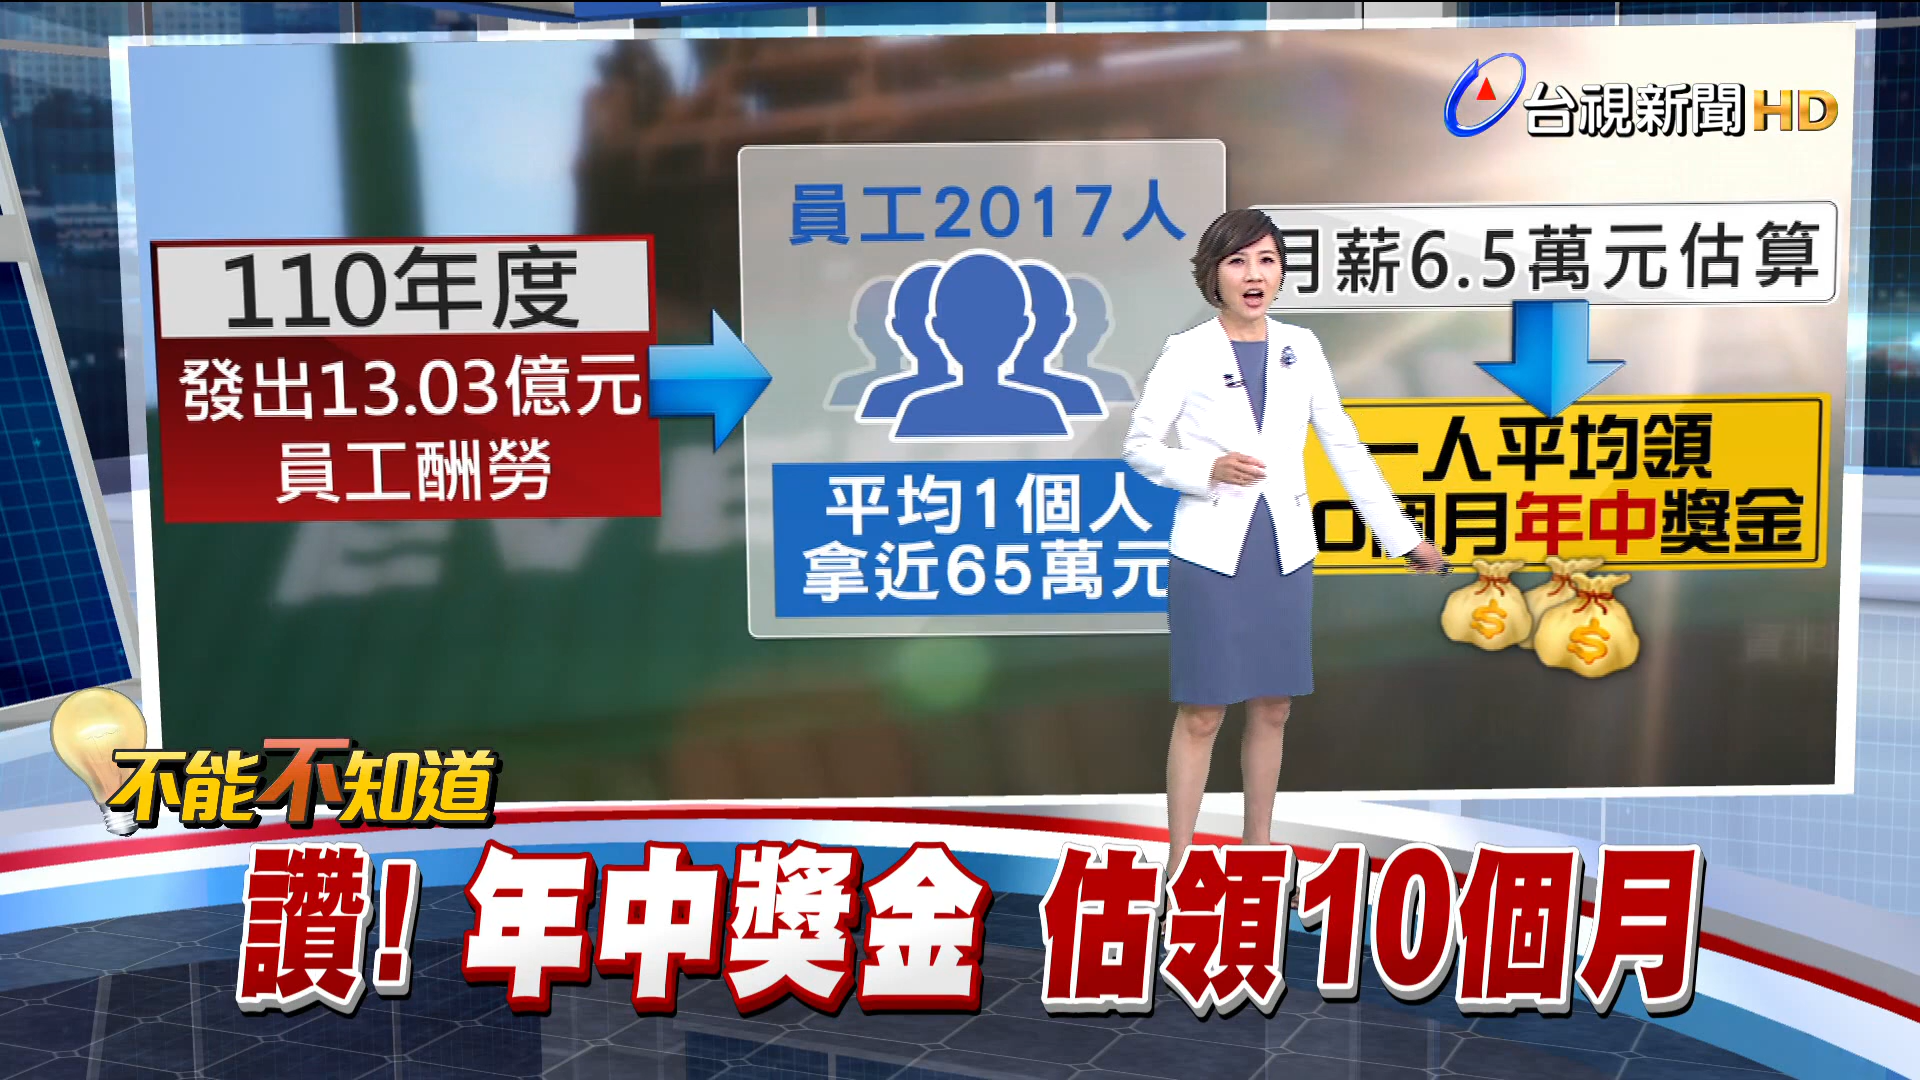 台視新聞HD
110年度
發出13.03億元
員工酬勞
員工2017人
平均1個人
拿近65萬元
月薪6.5萬元估算
一人平均領
0個月年中獎金
不能不知道
讚! 年中獎金 估領10個月